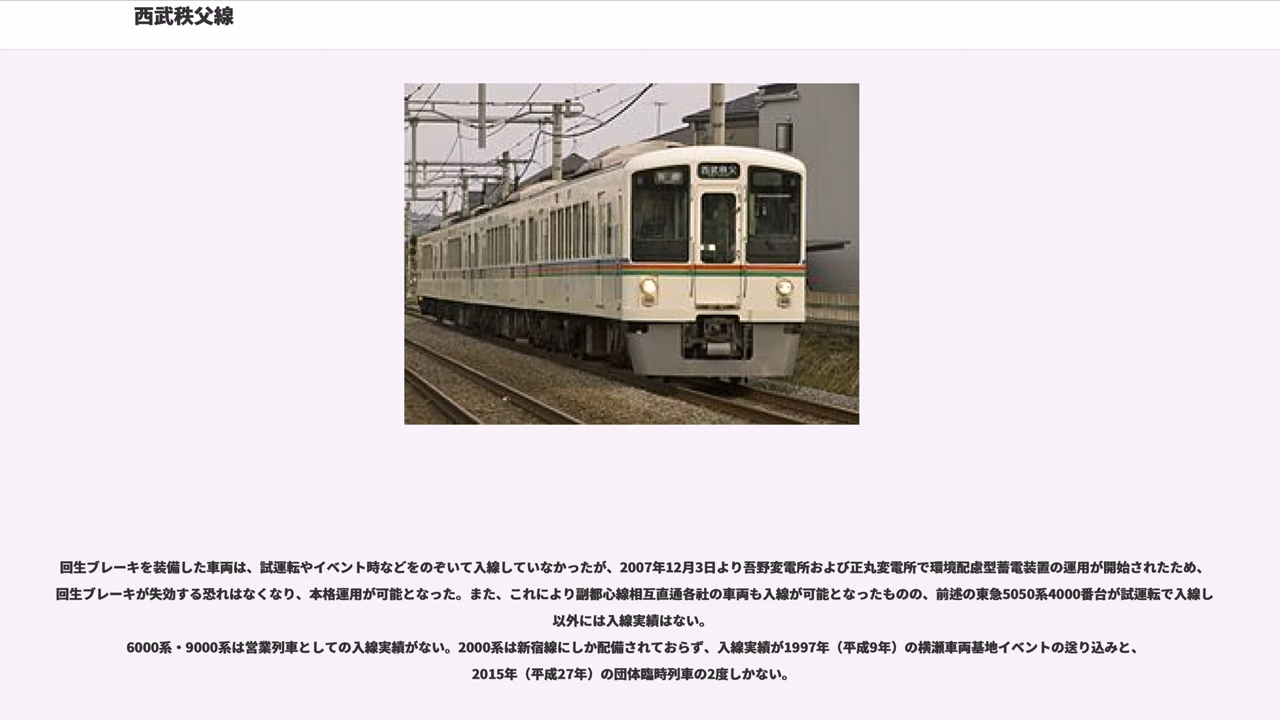 西武秩父線
西武秩父
回生ブレーキを装備した車両は、試運転やイベント時などをのぞいて入線していなかったが、2007年12月3日より吾野変電所および正丸変電所で環境配慮型蓄電装置の運用が開始されたため、
回生ブレーキが失効する恐れはなくなり、本格運用が可能となった。また、これにより副都心線相互直通各社の車両も入線が可能となったものの、前述の東急5050系4000番台が試運転で入線し
以外には入線実績はない。
6000系・9000系は営業列車としての入線実績がない。2000系は新宿線にしか配備されておらず、入線実績が1997年（平成9年）の横瀬車両基地イベントの送り込みと、
2015年（平成27年）の団体臨時列車の2度しかない。